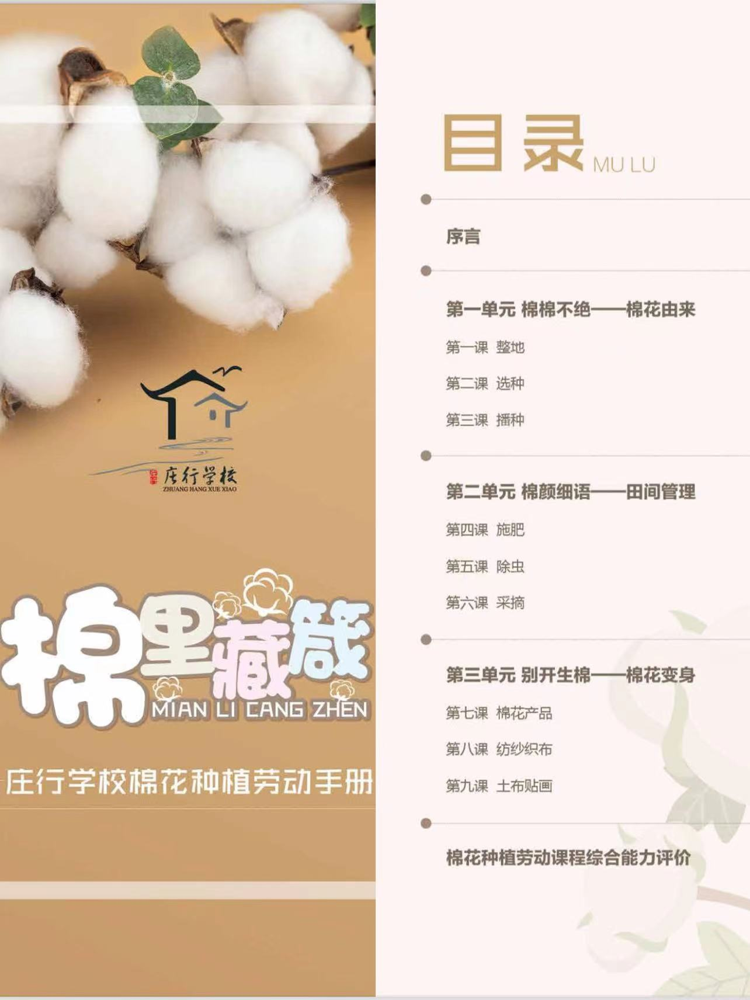 庄行学校
ZHUANG HANG XUE XIAO
棉里藏箴
MIAN LI CANG ZHEN
庄行学校棉花种植劳动手册
目录 MU LU
序言
第一单元 棉棉不绝——棉花由来
第一课 整地
第二课 选种
第三课 播种
第二单元 棉颜细语——田间管理
第四课 施肥
第五课 除虫
第六课 采摘
第三单元 别开生棉——棉花变身
第七课 棉花产品
第八课 纺纱织布
第九课 土布贴画
棉花种植劳动课程综合能力评价